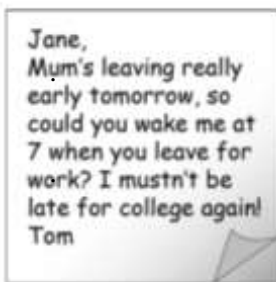 Jane,
Mum's leaving really
early tomorrow, so
could you wake me at
7 when you leave for
work? I mustn't be
late for college again!
Tom